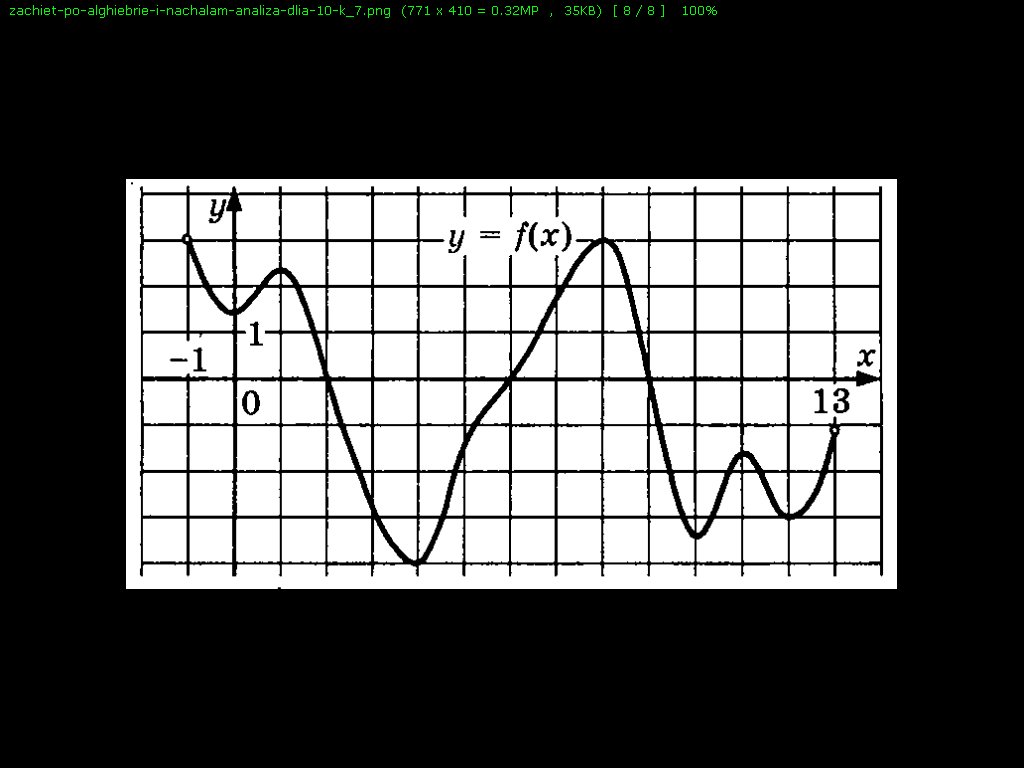 zachiet-po-alghiebrie-i-nachalam-analiza-dlia-10-k_7.png (771 x 410 = 0.32MP , 35KB) [ 8 / 8 ] 100%
y
y = f(x)
1
-1
x
0
13